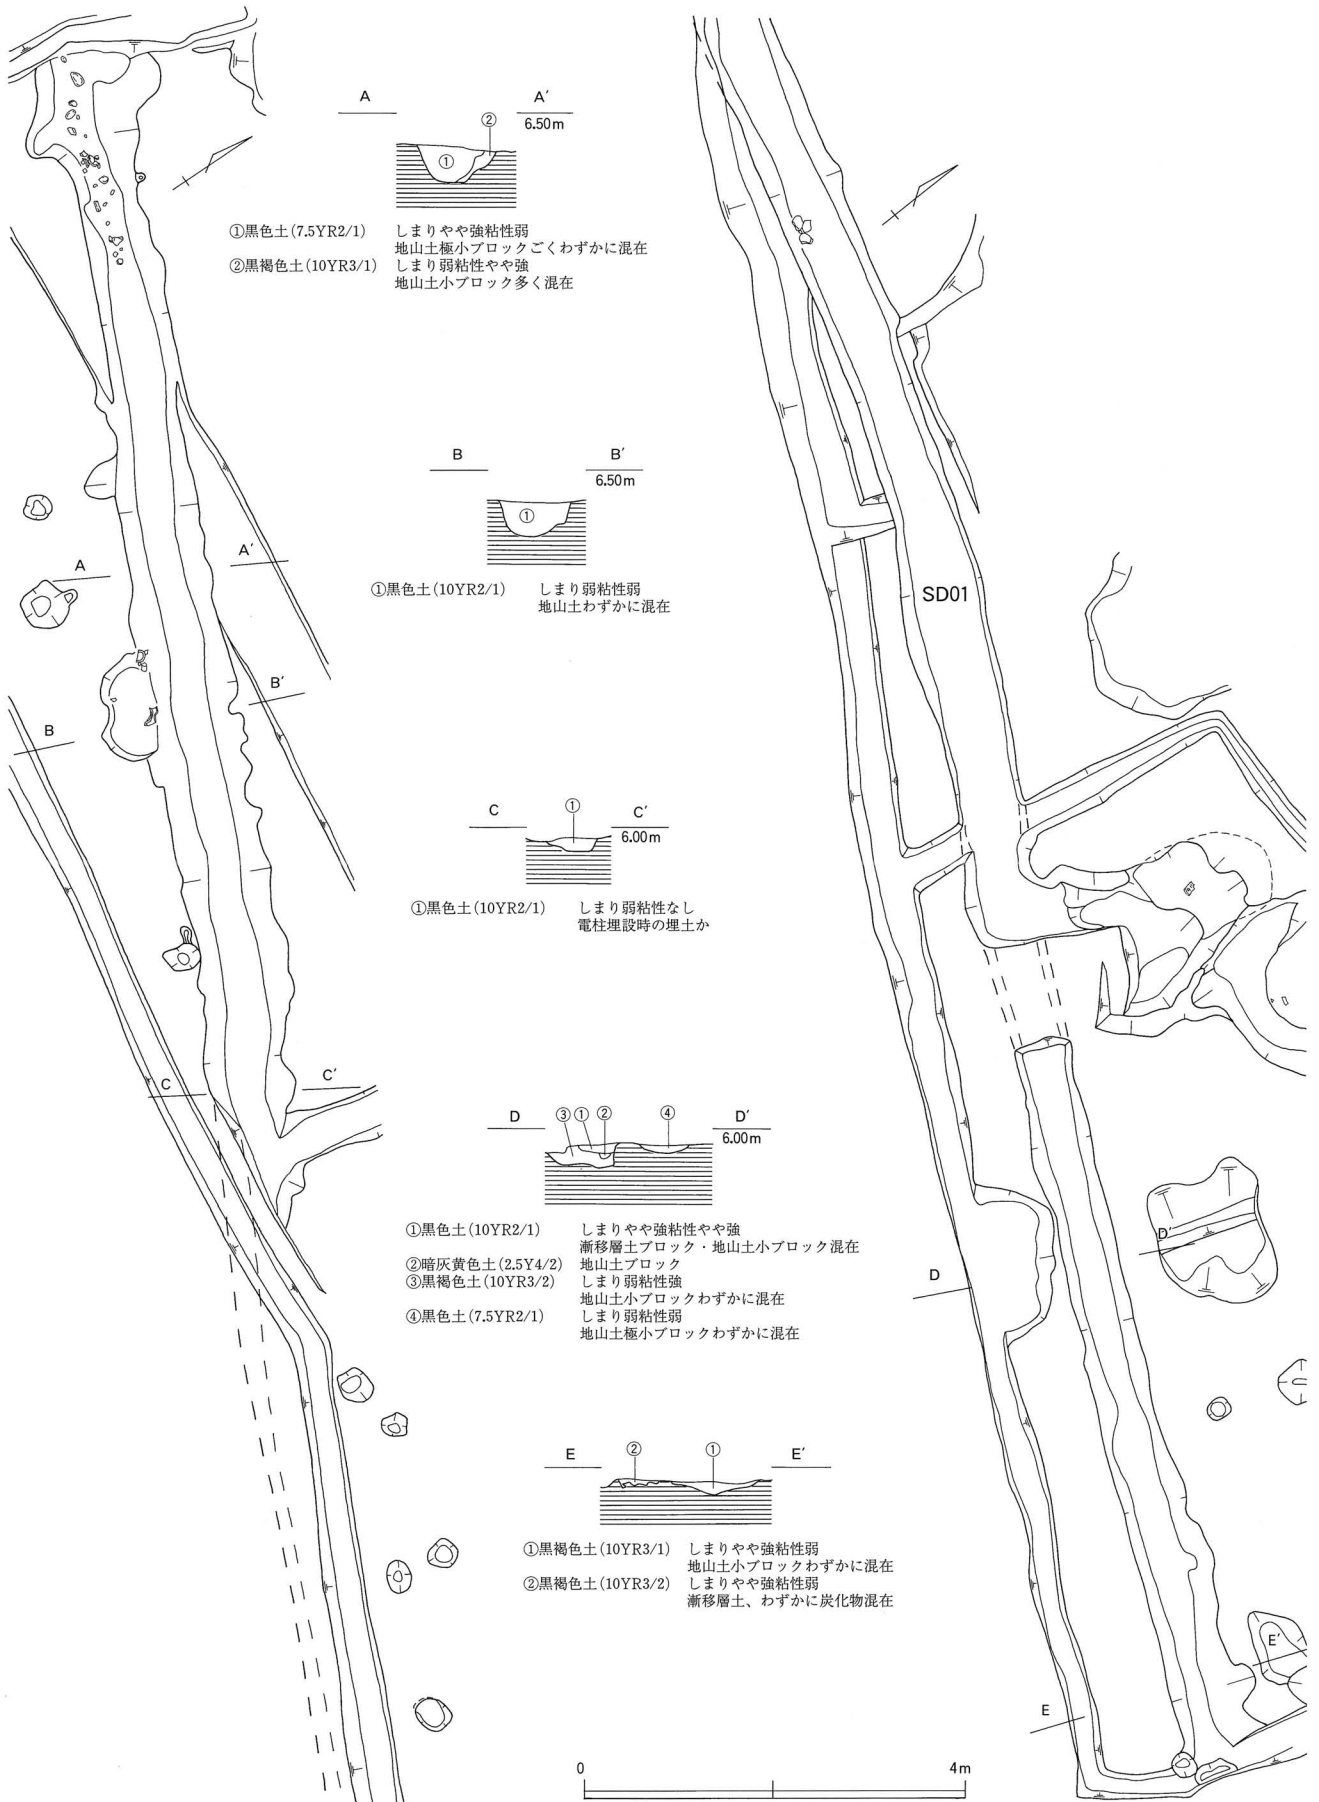 A A′
6.50m
②
①
①黒色土(7.5YR2/1) しまりやや強粘性弱
地山土極小ブロックごくわずかに混在
②黒褐色土(10YR3/1) しまり弱粘性やや強
地山土小ブロック多く混在
B B′
6.50m
①
①黒色土(10YR2/1) しまり弱粘性弱
地山土わずかに混在
A
A′
B
B′
C ① C′
6.00m
①黒色土(10YR2/1) しまり弱粘性なし
電柱埋設時の埋土か
C
C′
D ③①② ④ D′
6.00m
①黒色土(10YR2/1) しまりやや強粘性やや強
漸移層土ブロック・地山土小ブロック混在
②暗灰黄色土(2.5Y4/2) 地山土ブロック
③黒褐色土(10YR3/2) しまり弱粘性強
地山土小ブロックわずかに混在
④黒色土(7.5YR2/1) しまり弱粘性弱
地山土極小ブロックわずかに混在
E ② ① E′
①黒褐色土(10YR3/1) しまりやや強粘性弱
地山土小ブロックわずかに混在
②黒褐色土(10YR3/2) しまりやや強粘性弱
漸移層土、わずかに炭化物混在
SD01
D
D′
E
E′
0 4m